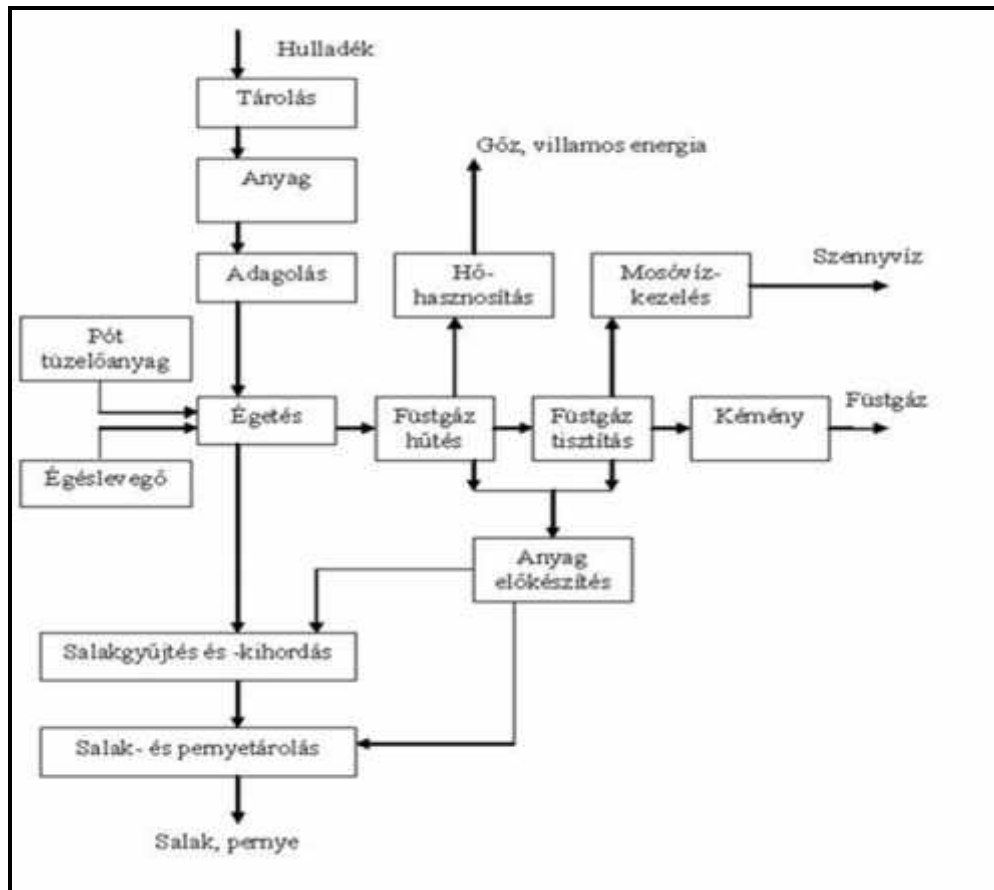 Hulladék
Tárolás
Anyag
Gőz, villamos energia
Adagolás
Hő-
hasznosítás
Mosóvíz-
kezelés
Szennyvíz
Pót
tüzelőanyag
Égetés
Füstgáz
hűtés
Füstgáz
tisztítás
Kémény
Füstgáz
Égéslevegő
Anyag
előkészítés
Salakgyűjtés és -kihordás
Salak- és pernyetárolás
Salak, pernye